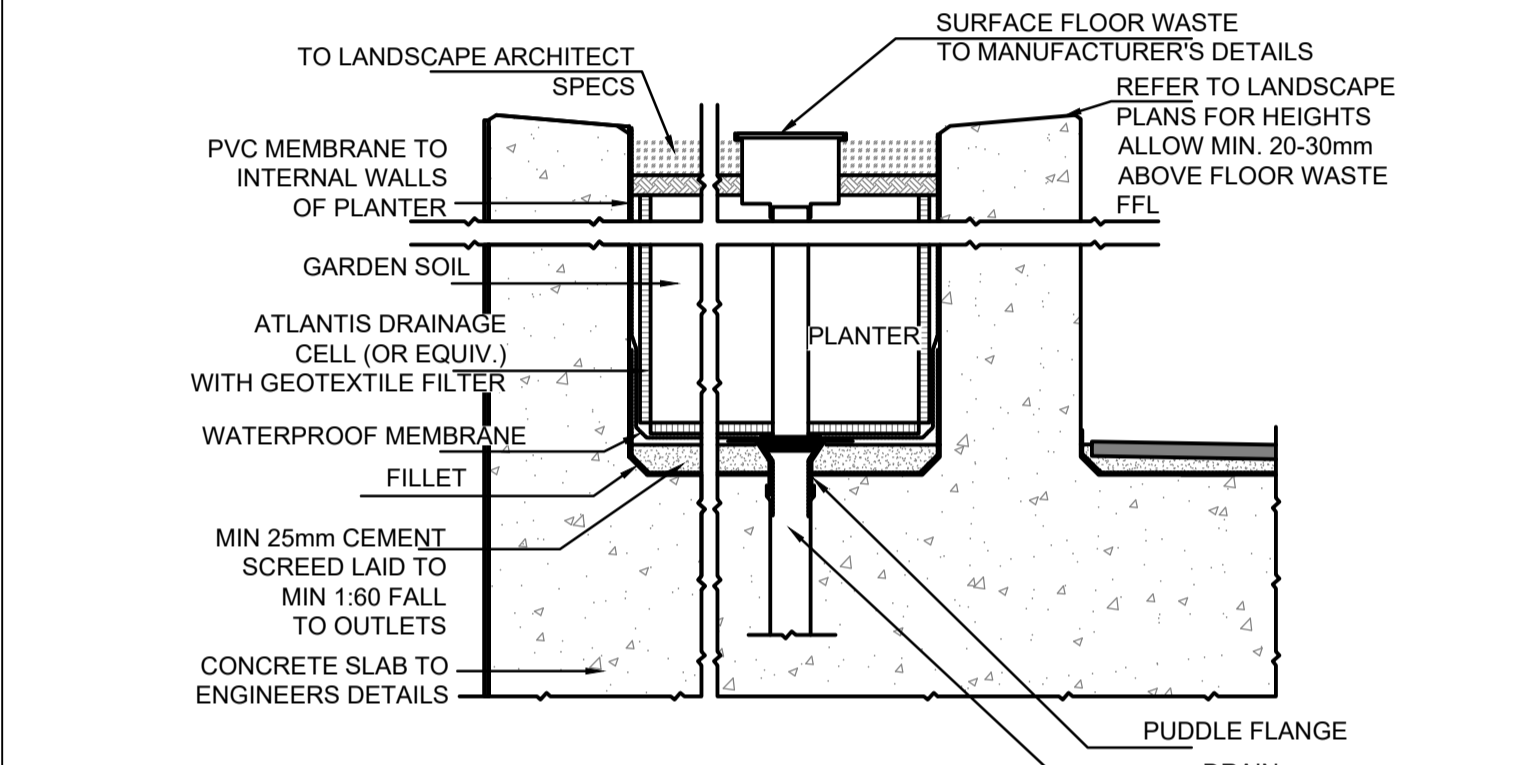 SURFACE FLOOR WASTE
TO MANUFACTURER'S DETAILS
TO LANDSCAPE ARCHITECT
SPECS
REFER TO LANDSCAPE
PLANS FOR HEIGHTS
ALLOW MIN. 20-30mm
ABOVE FLOOR WASTE
FFL
PVC MEMBRANE TO
INTERNAL WALLS
OF PLANTER
GARDEN SOIL
ATLANTIS DRAINAGE
CELL (OR EQUIV.)
WITH GEOTEXTILE FILTER
PLANTER
WATERPROOF MEMBRANE
FILLET
MIN 25mm CEMENT
SCREED LAID TO
MIN 1:60 FALL
TO OUTLETS
CONCRETE SLAB TO
ENGINEERS DETAILS
PUDDLE FLANGE
DRAIN